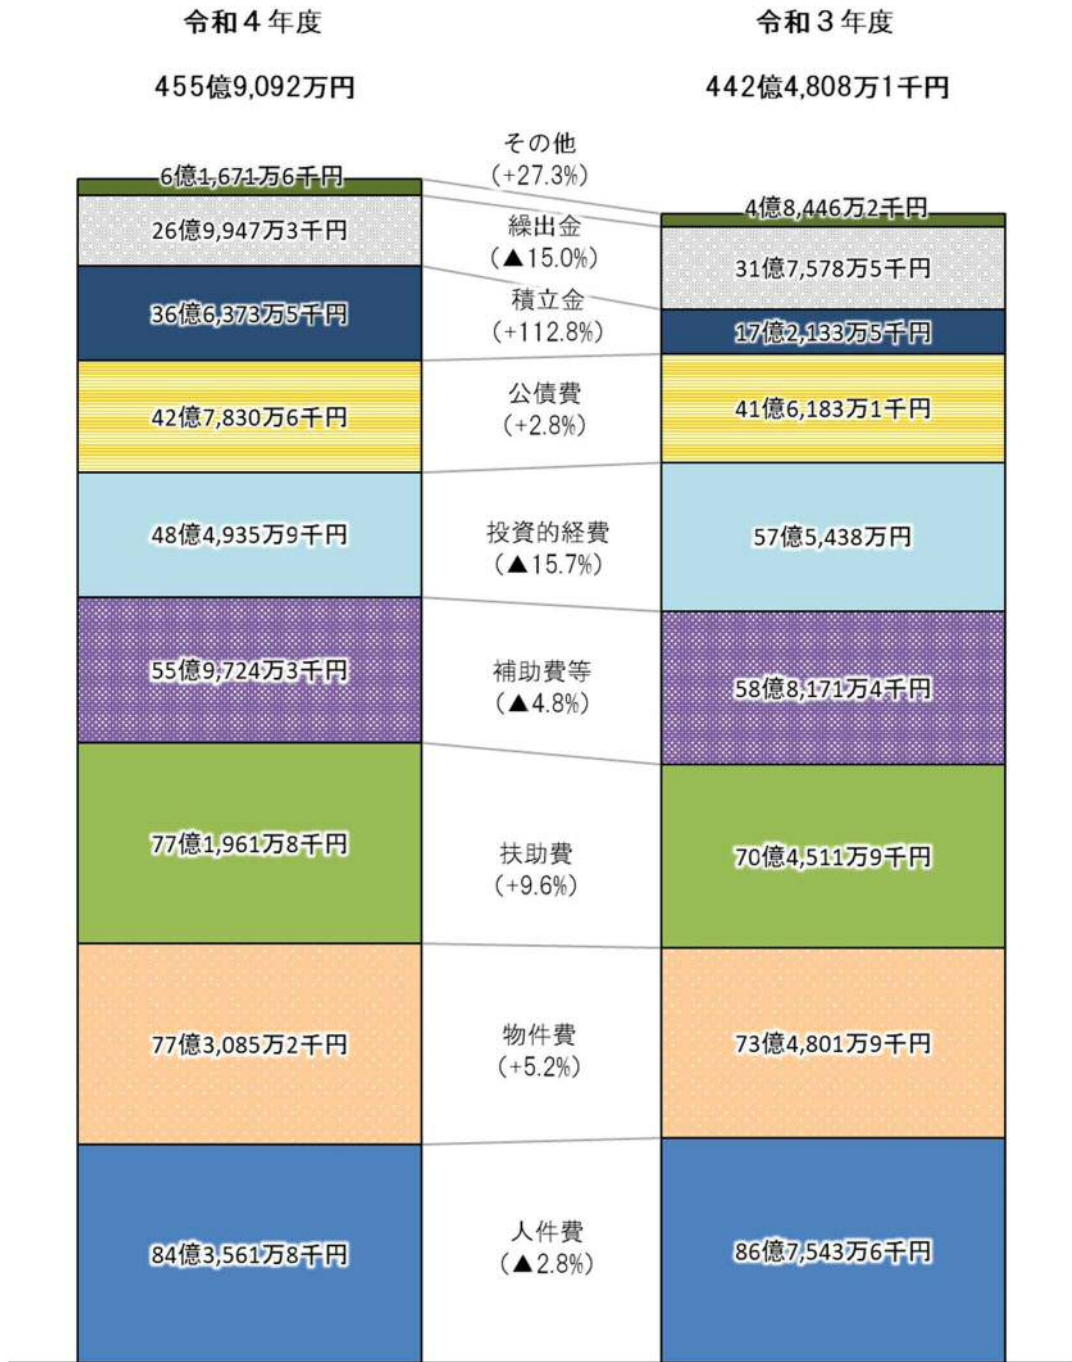 令和４年度
令和３年度
455億9,092万円
442億4,808万1千円
その他
(+27.3%)
6億1,671万6千円
4億8,446万2千円
繰出金
(▲15.0%)
26億9,947万3千円
31億7,578万5千円
積立金
(+112.8%)
36億6,373万5千円
17億2,133万5千円
公債費
(+2.8%)
42億7,830万6千円
41億6,183万1千円
投資的経費
(▲15.7%)
48億4,935万9千円
57億5,438万円
補助費等
(▲4.8%)
55億9,724万3千円
58億8,171万4千円
扶助費
(+9.6%)
77億1,961万8千円
70億4,511万9千円
物件費
(+5.2%)
77億3,085万2千円
73億4,801万9千円
人件費
(▲2.8%)
84億3,561万8千円
86億7,543万6千円